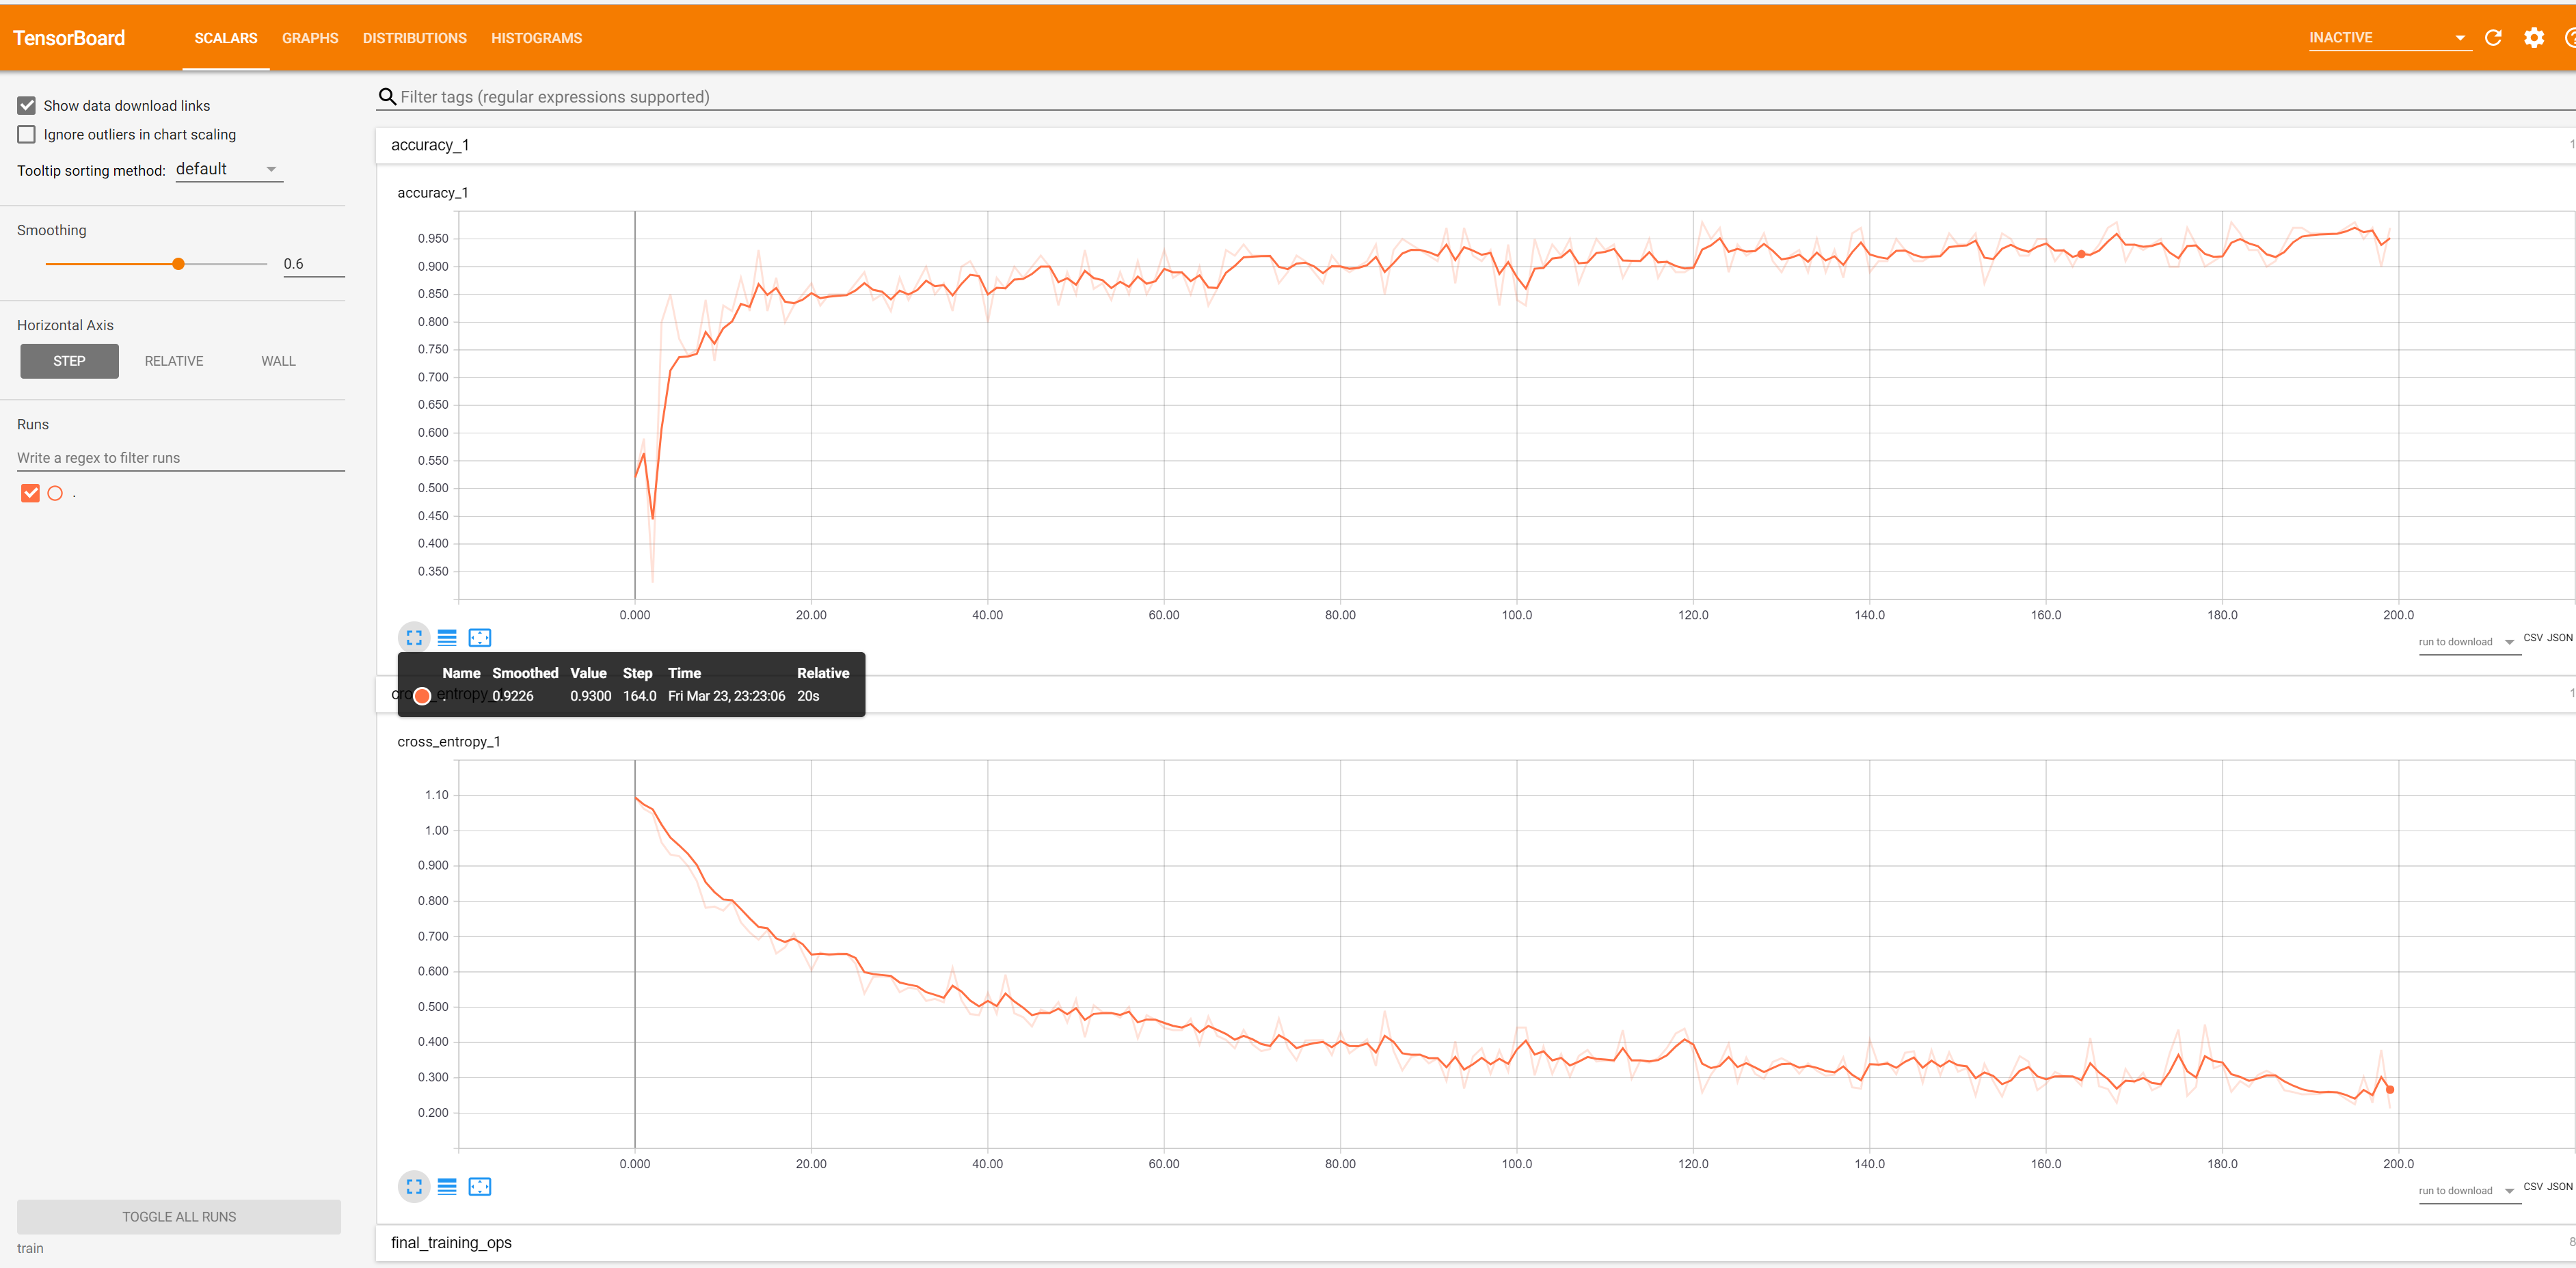 TensorBoard SCALARS GRAPHS DISTRIBUTIONS HISTOGRAMS INACTIVE
Show data download links
Ignore outliers in chart scaling
Tooltip sorting method: default
Smoothing
0.6
Horizontal Axis
STEP RELATIVE WALL
Runs
Write a regex to filter runs
.
TOGGLE ALL RUNS
train
Filter tags (regular expressions supported)
accuracy_1 1
accuracy_1
0.950
0.900
0.850
0.800
0.750
0.700
0.650
0.600
0.550
0.500
0.450
0.400
0.350
0.000 20.00 40.00 60.00 80.00 100.0 120.0 140.0 160.0 180.0 200.0
run to download CSV JSON
Name Smoothed Value Step Time Relative
. 0.9226 0.9300 164.0 Fri Mar 23, 23:23:06 20s
cross_entropy_1 1
cross_entropy_1
1.10
1.00
0.900
0.800
0.700
0.600
0.500
0.400
0.300
0.200
0.000 20.00 40.00 60.00 80.00 100.0 120.0 140.0 160.0 180.0 200.0
run to download CSV JSON
final_training_ops 8